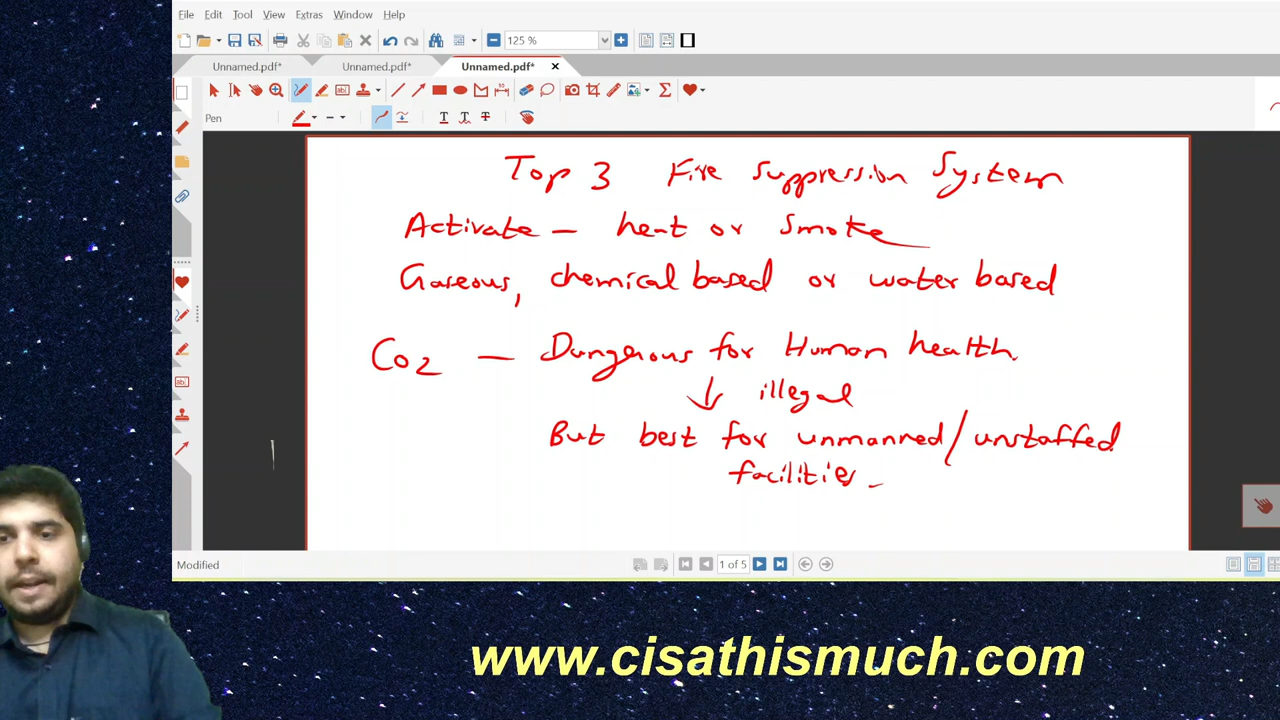 File Edit Tool View Extras Window Help
125 %
Unnamed.pdf* Unnamed.pdf* Unnamed.pdf*
Pen
Top 3 Fire Suppression System
Activate — heat or smoke
Gaseous, chemical based or water based
CO2 — Dangerous for Human health.
↓ illegal
But best for unmanned/unstaffed
facilities
Modified 1 of 5
www.cisathismuch.com